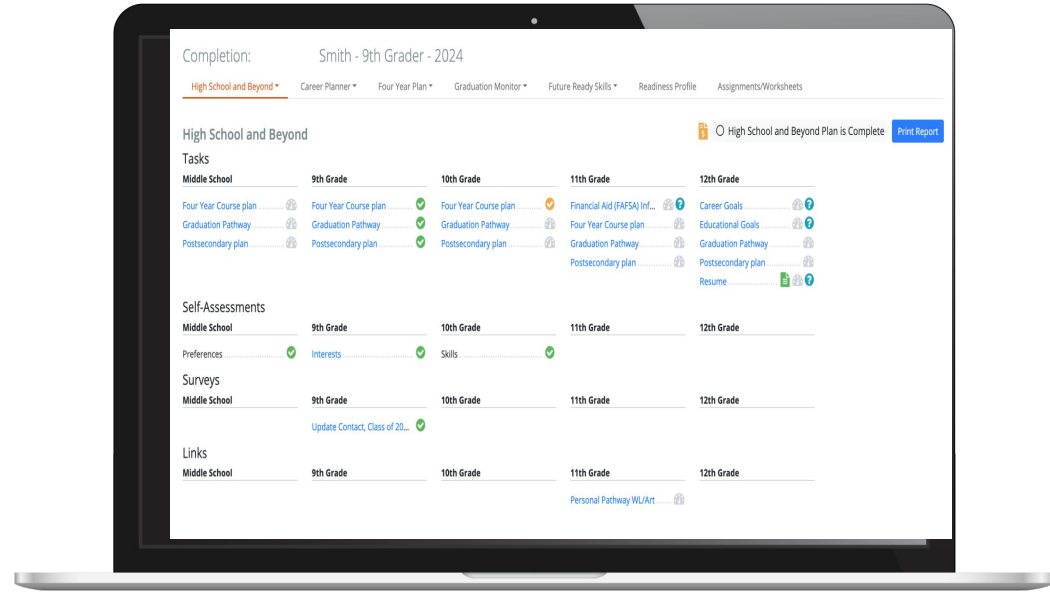 Completion: Smith - 9th Grader - 2024
High School and Beyond Career Planner Four Year Plan Graduation Monitor Future Ready Skills Readiness Profile Assignments/Worksheets
High School and Beyond
High School and Beyond Plan is Complete Print Report
Tasks
Middle School 9th Grade 10th Grade 11th Grade 12th Grade
Four Year Course plan Four Year Course plan Four Year Course plan Financial Aid (FAFSA) Inf... ? Career Goals ?
Graduation Pathway Graduation Pathway Graduation Pathway Four Year Course plan Educational Goals ?
Postsecondary plan Postsecondary plan Postsecondary plan Graduation Pathway Graduation Pathway
Postsecondary plan Postsecondary plan
Resume ?
Self-Assessments
Middle School 9th Grade 10th Grade 11th Grade 12th Grade
Preferences Interests Skills
Surveys
Middle School 9th Grade 10th Grade 11th Grade 12th Grade
Update Contact, Class of 20...
Links
Middle School 9th Grade 10th Grade 11th Grade 12th Grade
Personal Pathway WL/Art